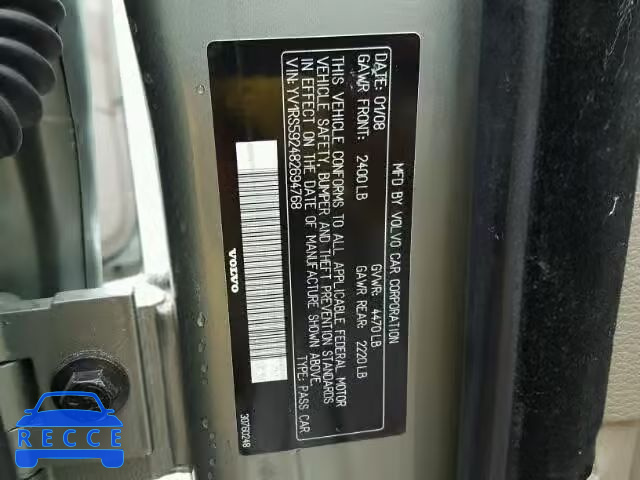 MFD BY VOLVO CAR CORPORATION
DATE: 01/08 GVWR: 4470 LB
GAWR FRONT: 2400 LB GAWR REAR: 2220 LB
THIS VEHICLE CONFORMS TO ALL APPLICABLE FEDERAL MOTOR
VEHICLE, SAFETY, BUMPER AND THEFT PREVENTION STANDARDS
IN EFFECT ON THE DATE OF MANUFACTURE SHOWN ABOVE.
VIN: YV1RS592482694768 TYPE: PASS CAR
VOLVO
30760248
RECCE